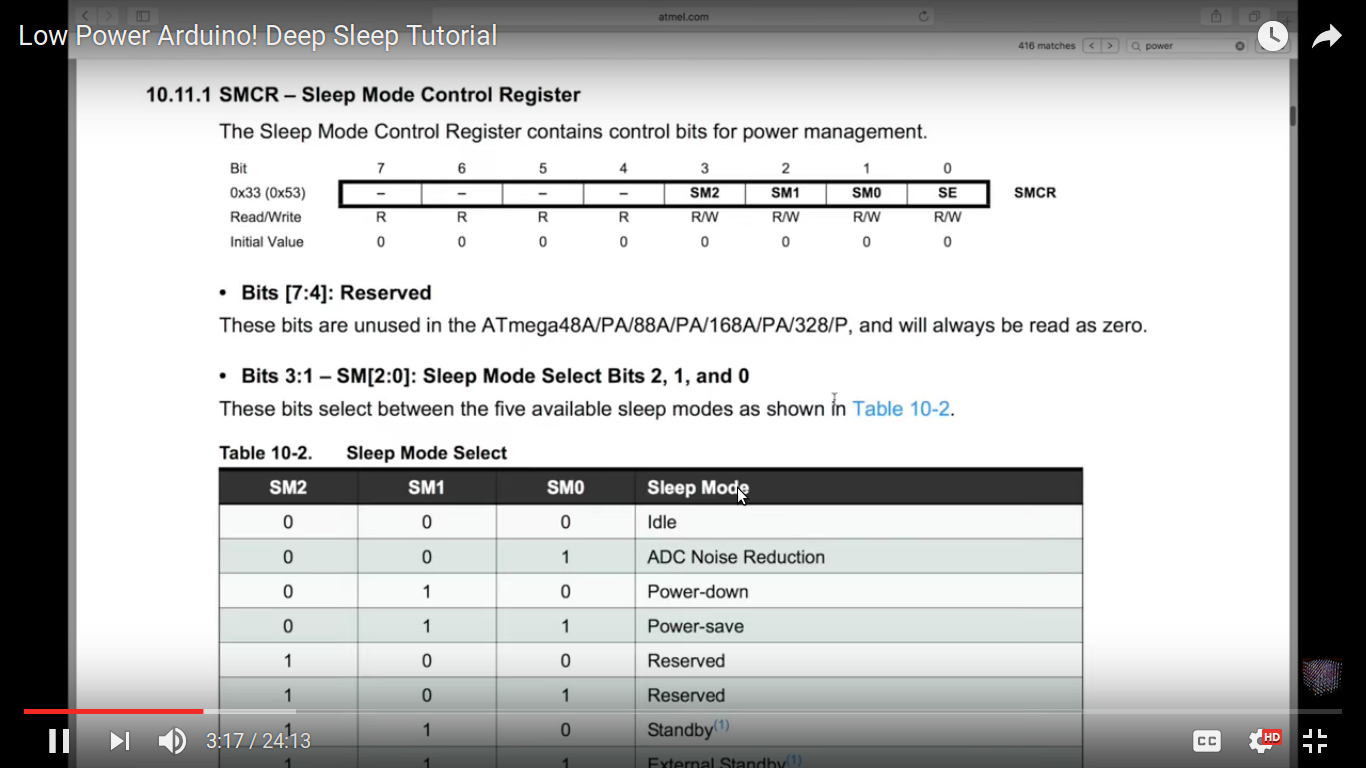 atmel.com
Low Power Arduino! Deep Sleep Tutorial
416 matches < > power
10.11.1 SMCR – Sleep Mode Control Register
The Sleep Mode Control Register contains control bits for power management.
Bit 7 6 5 4 3 2 1 0
0x33 (0x53) – – – – SM2 SM1 SM0 SE SMCR
Read/Write R R R R R/W R/W R/W R/W
Initial Value 0 0 0 0 0 0 0 0
• Bits [7:4]: Reserved
These bits are unused in the ATmega48A/PA/88A/PA/168A/PA/328/P, and will always be read as zero.
• Bits 3:1 – SM[2:0]: Sleep Mode Select Bits 2, 1, and 0
These bits select between the five available sleep modes as shown in Table 10-2.
Table 10-2. Sleep Mode Select
SM2 SM1 SM0 Sleep Mode
0 0 0 Idle
0 0 1 ADC Noise Reduction
0 1 0 Power-down
0 1 1 Power-save
1 0 0 Reserved
1 0 1 Reserved
1 1 0 Standby(1)
1 1 1 External Standby(1)
3:17 / 24:13
CC
HD